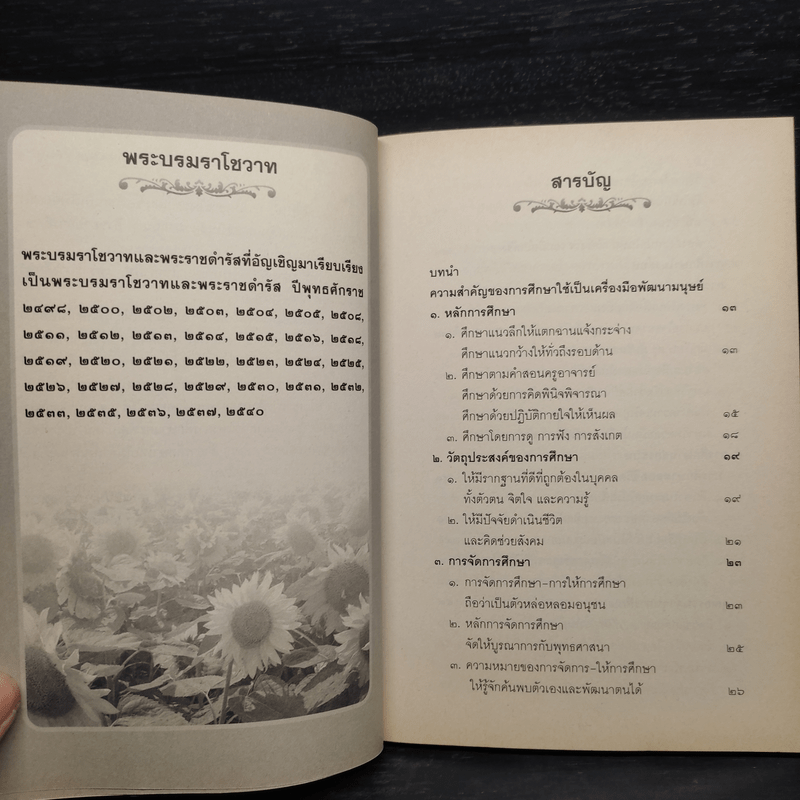 พระบรมราโชวาท
พระบรมราโชวาทและพระราชดำรัสที่อัญเชิญมาเรียบเรียง
เป็นพระบรมราโชวาทและพระราชดำรัส ปีพุทธศักราช
๒๔๙๘, ๒๕๐๐, ๒๕๐๒, ๒๕๐๓, ๒๕๐๔, ๒๕๐๕, ๒๕๐๘,
๒๕๑๑, ๒๕๑๒, ๒๕๑๓, ๒๕๑๔, ๒๕๑๕, ๒๕๑๖, ๒๕๑๘,
๒๕๑๙, ๒๕๒๐, ๒๕๒๑, ๒๕๒๒, ๒๕๒๓, ๒๕๒๔, ๒๕๒๕,
๒๕๒๖, ๒๕๒๗, ๒๕๒๘, ๒๕๒๙, ๒๕๓๐, ๒๕๓๑, ๒๕๓๒,
๒๕๓๓, ๒๕๓๕, ๒๕๓๖, ๒๕๓๗, ๒๕๔๐
สารบัญ
บทนำ
ความสำคัญของการศึกษาใช้เป็นเครื่องมือพัฒนามนุษย์
๑. หลักการศึกษา ๑๓
๑. ศึกษาแนวลึกให้แตกฉานแจ้งกระจ่าง
ศึกษาแนวกว้างให้ทั่วถึงรอบด้าน ๑๓
๒. ศึกษาตามคำสอนครูอาจารย์
ศึกษาด้วยการคิดพินิจพิจารณา
ศึกษาด้วยปฏิบัติกายใจให้เห็นผล ๑๕
๓. ศึกษาโดยการดู การฟัง การสังเกต ๑๘
๒. วัตถุประสงค์ของการศึกษา ๑๙
๑. ให้มีรากฐานที่ดีที่ถูกต้องในบุคคล
ทั้งตัวตน จิตใจ และความรู้ ๑๙
๒. ให้มีปัจจัยดำเนินชีวิต
และคิดช่วยสังคม ๒๑
๓. การจัดการศึกษา ๒๓
๑. การจัดการศึกษา-การให้การศึกษา
ถือว่าเป็นตัวหล่อหลอมอนุชน ๒๓
๒. หลักการจัดการศึกษา
จัดให้บูรณาการกับพุทธศาสนา ๒๕
๓. ความหมายของการจัดการ-ให้การศึกษา
ให้รู้จักค้นพบตัวเองและพัฒนาตนได้ ๒๖